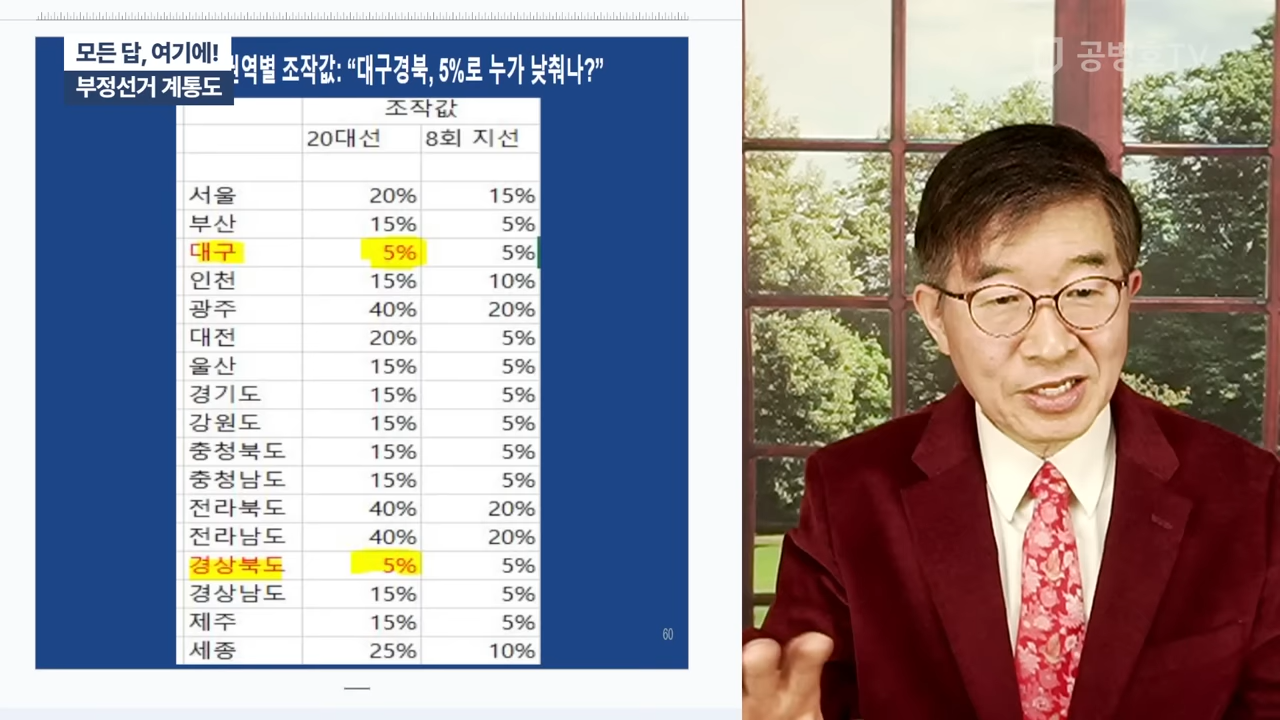 모든 답, 여기에!
부정선거 계통도
권역별 조작값: “대구경북, 5%로 누가 낮춰나?”
조작값
20대선 8회 지선
서울 20% 15%
부산 15% 5%
대구 5% 5%
인천 15% 10%
광주 40% 20%
대전 20% 5%
울산 15% 5%
경기도 15% 5%
강원도 15% 5%
충청북도 15% 5%
충청남도 15% 5%
전라북도 40% 20%
전라남도 40% 20%
경상북도 5% 5%
경상남도 15% 5%
제주 15% 5%
세종 25% 10%
60
공병호TV